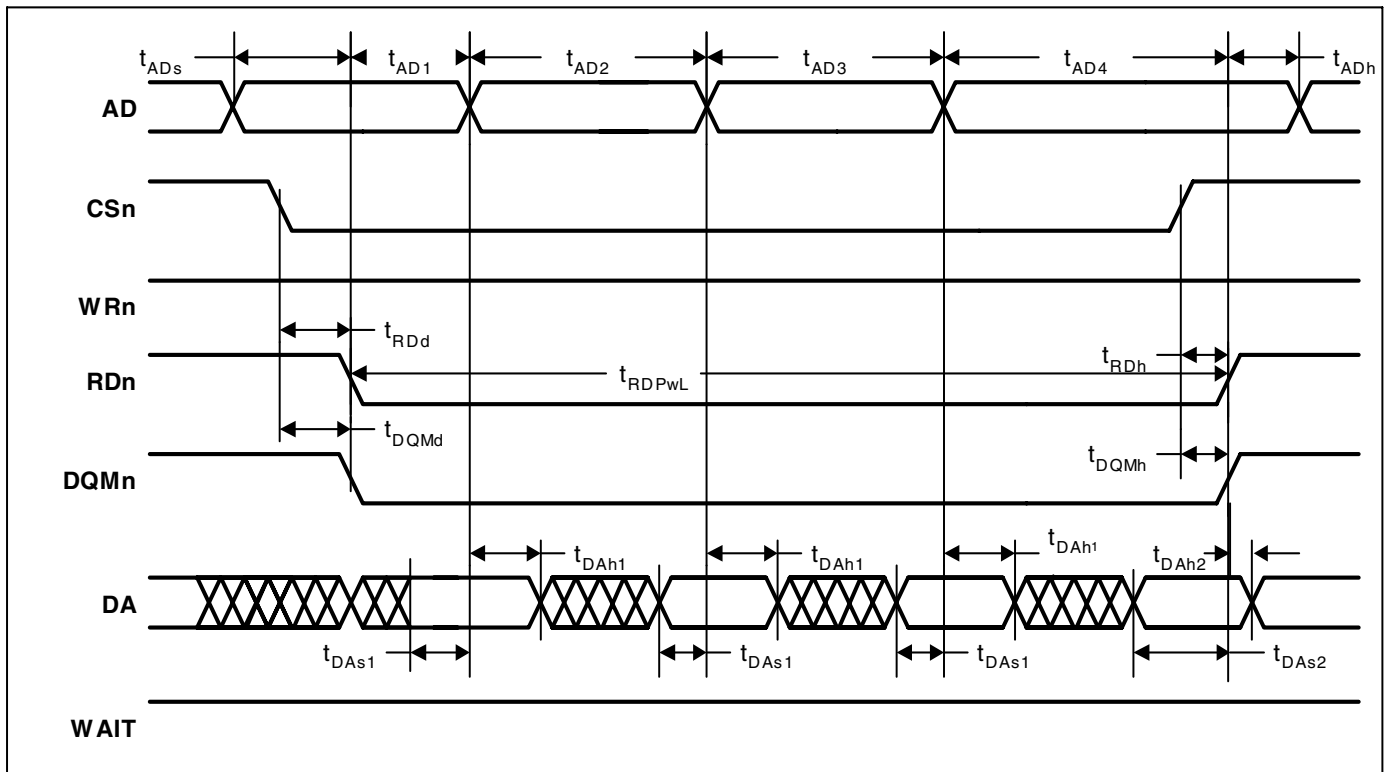 tADs tAD1 tAD2 tAD3 tAD4 tADh
AD
CSn
WRn
tRDd
tRDh
RDn
tRDPwL
tDQMd
tDQMh
DQMn
tDAh1 tDAh1 tDAh1 tDAh2
DA
tDAs1 tDAs1 tDAs1 tDAs2
WAIT